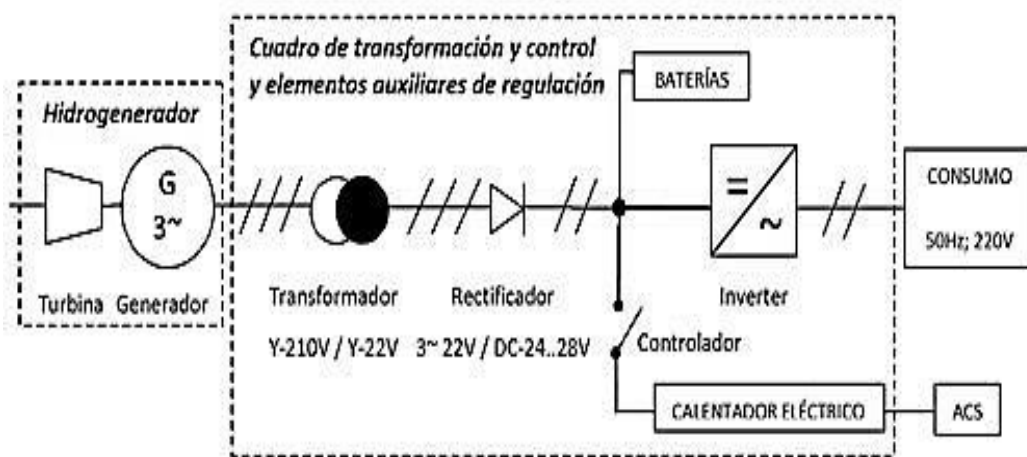 Cuadro de transformación y control
y elementos auxiliares de regulación
BATERÍAS
Hidrogenerador
G
3~
=
~
CONSUMO
50Hz; 220V
Turbina Generador
Transformador
Rectificador
Inverter
Y-210V / Y-22V
3~ 22V / DC-24..28V
Controlador
CALENTADOR ELÉCTRICO
ACS